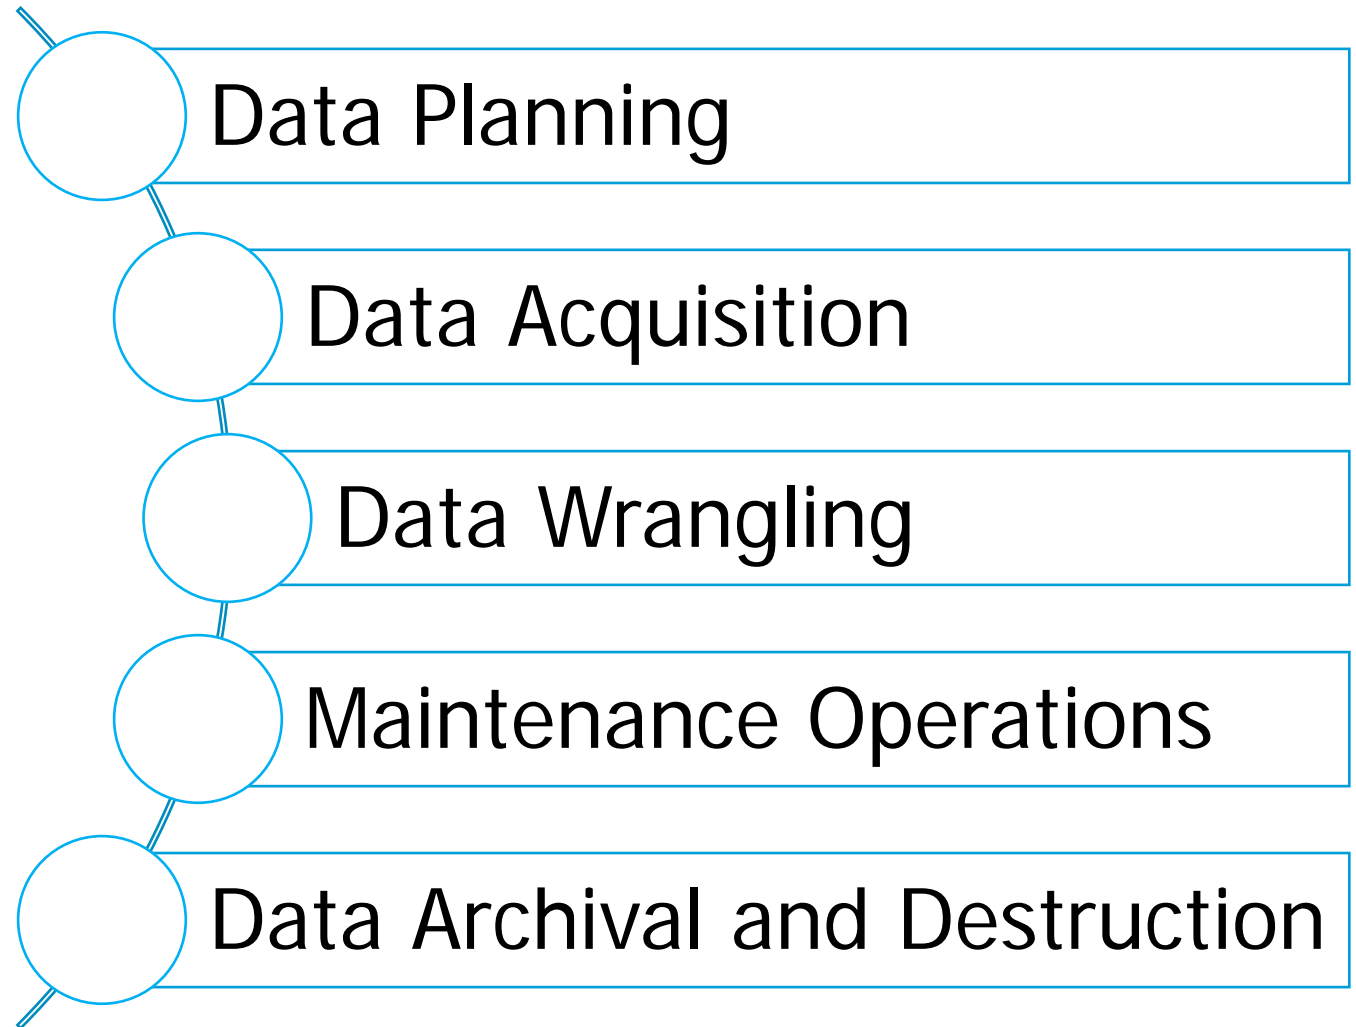 Data Planning
Data Acquisition
Data Wrangling
Maintenance Operations
Data Archival and Destruction